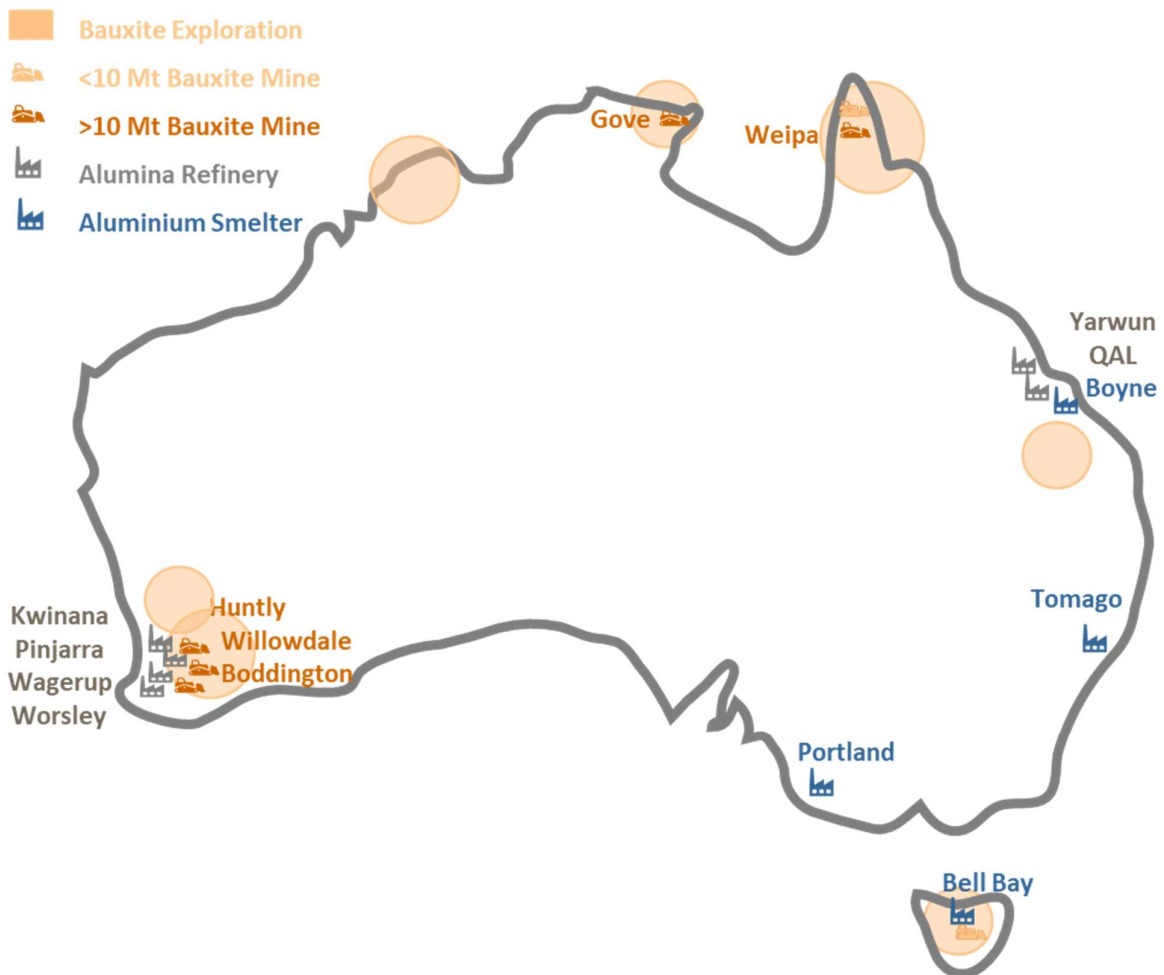 Bauxite Exploration
<10 Mt Bauxite Mine
>10 Mt Bauxite Mine
Alumina Refinery
Aluminium Smelter
Gove
Weipa
Yarwun
QAL
Boyne
Tomago
Huntly
Willowdale
Boddington
Kwinana
Pinjarra
Wagerup
Worsley
Portland
Bell Bay